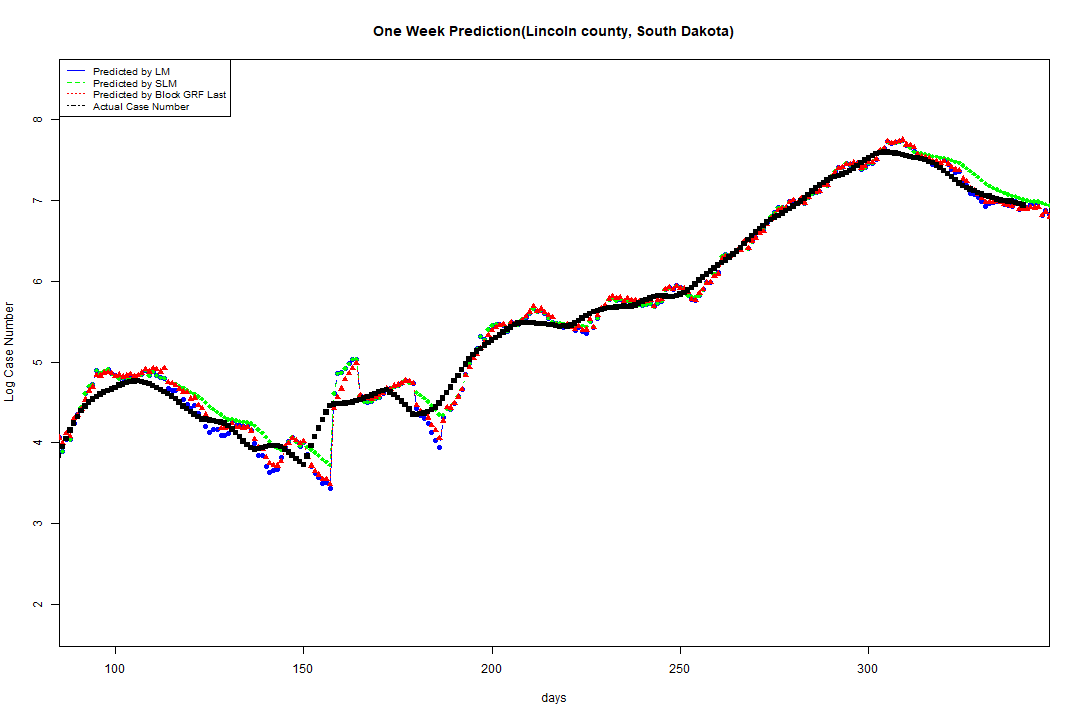 One Week Prediction(Lincoln county, South Dakota)
Predicted by LM
Predicted by SLM
Predicted by Block GRF Last
Actual Case Number
8
7
6
5
4
3
2
Log Case Number
100 150 200 250 300
days